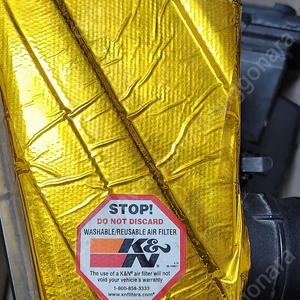 STOP!
DO NOT DISCARD
WASHABLE/REUSABLE AIR FILTER
K&N
The use of a K&N® air filter will not
void your vehicle's warranty
1-800-858-3333
www.knfilters.com®